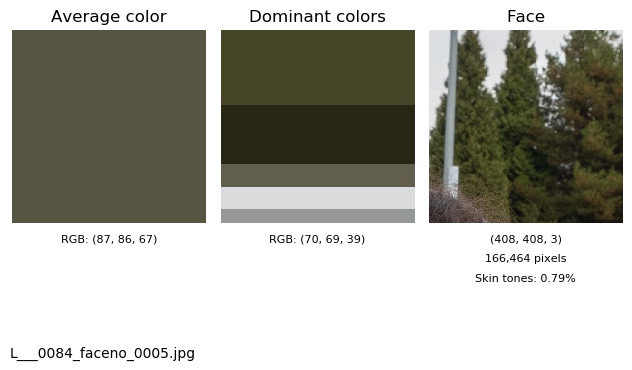 Average color
Dominant colors
Face
RGB: (87, 86, 67)
RGB: (70, 69, 39)
(408, 408, 3)
166,464 pixels
Skin tones: 0.79%
L___0084_faceno_0005.jpg